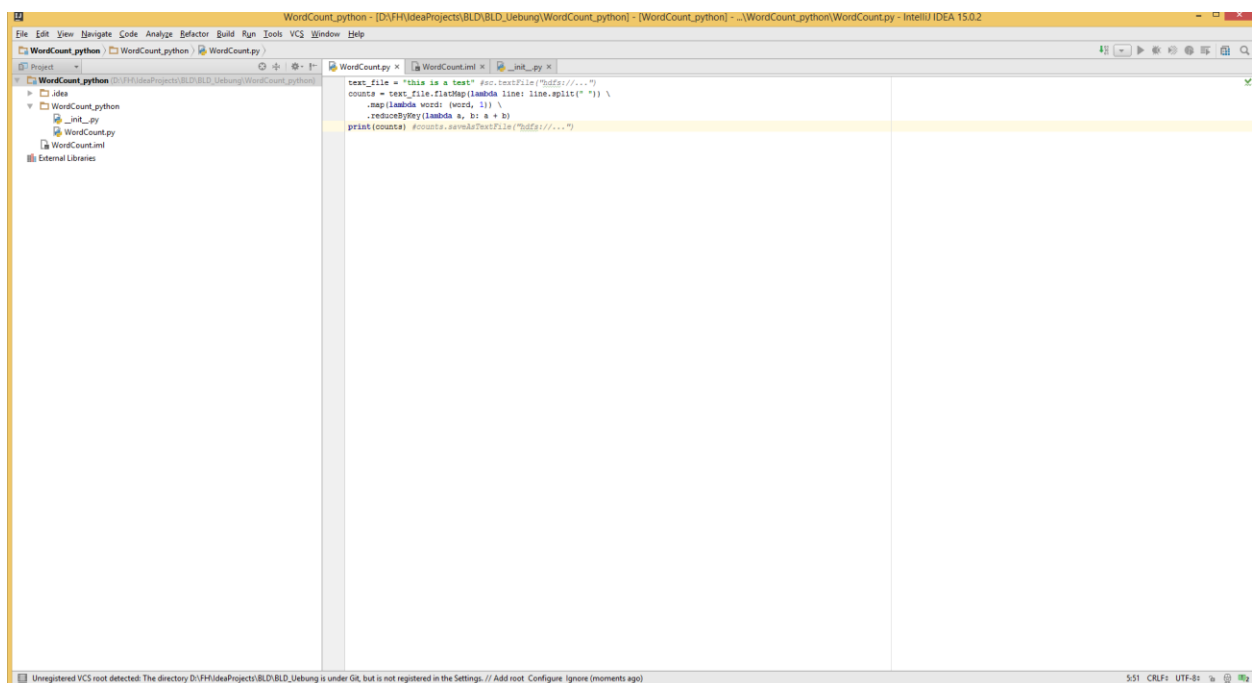 WordCount_python - [D:\FH\IdeaProjects\BLD\BLD_Uebung\WordCount_python] - [WordCount_python] - ...\WordCount_python\WordCount.py - IntelliJ IDEA 15.0.2
File Edit View Navigate Code Analyze Refactor Build Run Tools VCS Window Help
WordCount_python WordCount_python WordCount.py
Project WordCount.py WordCount.iml __init__.py
WordCount_python (D:\FH\IdeaProjects\BLD\BLD_Uebung\WordCount_python)
.idea
WordCount_python
__init__.py
WordCount.py
WordCount.iml
External Libraries
text_file = "this is a test" #sc.textFile("hdfs://...")
counts = text_file.flatMap(lambda line: line.split(" ")) \
.map(lambda word: (word, 1)) \
.reduceByKey(lambda a, b: a + b)
print(counts) #counts.saveAsTextFile("hdfs://...")
Unregistered VCS root detected: The directory D:\FH\IdeaProjects\BLD\BLD_Uebung is under Git, but is not registered in the Settings. // Add root Configure Ignore (moments ago) 5:51 CRLF UTF-8